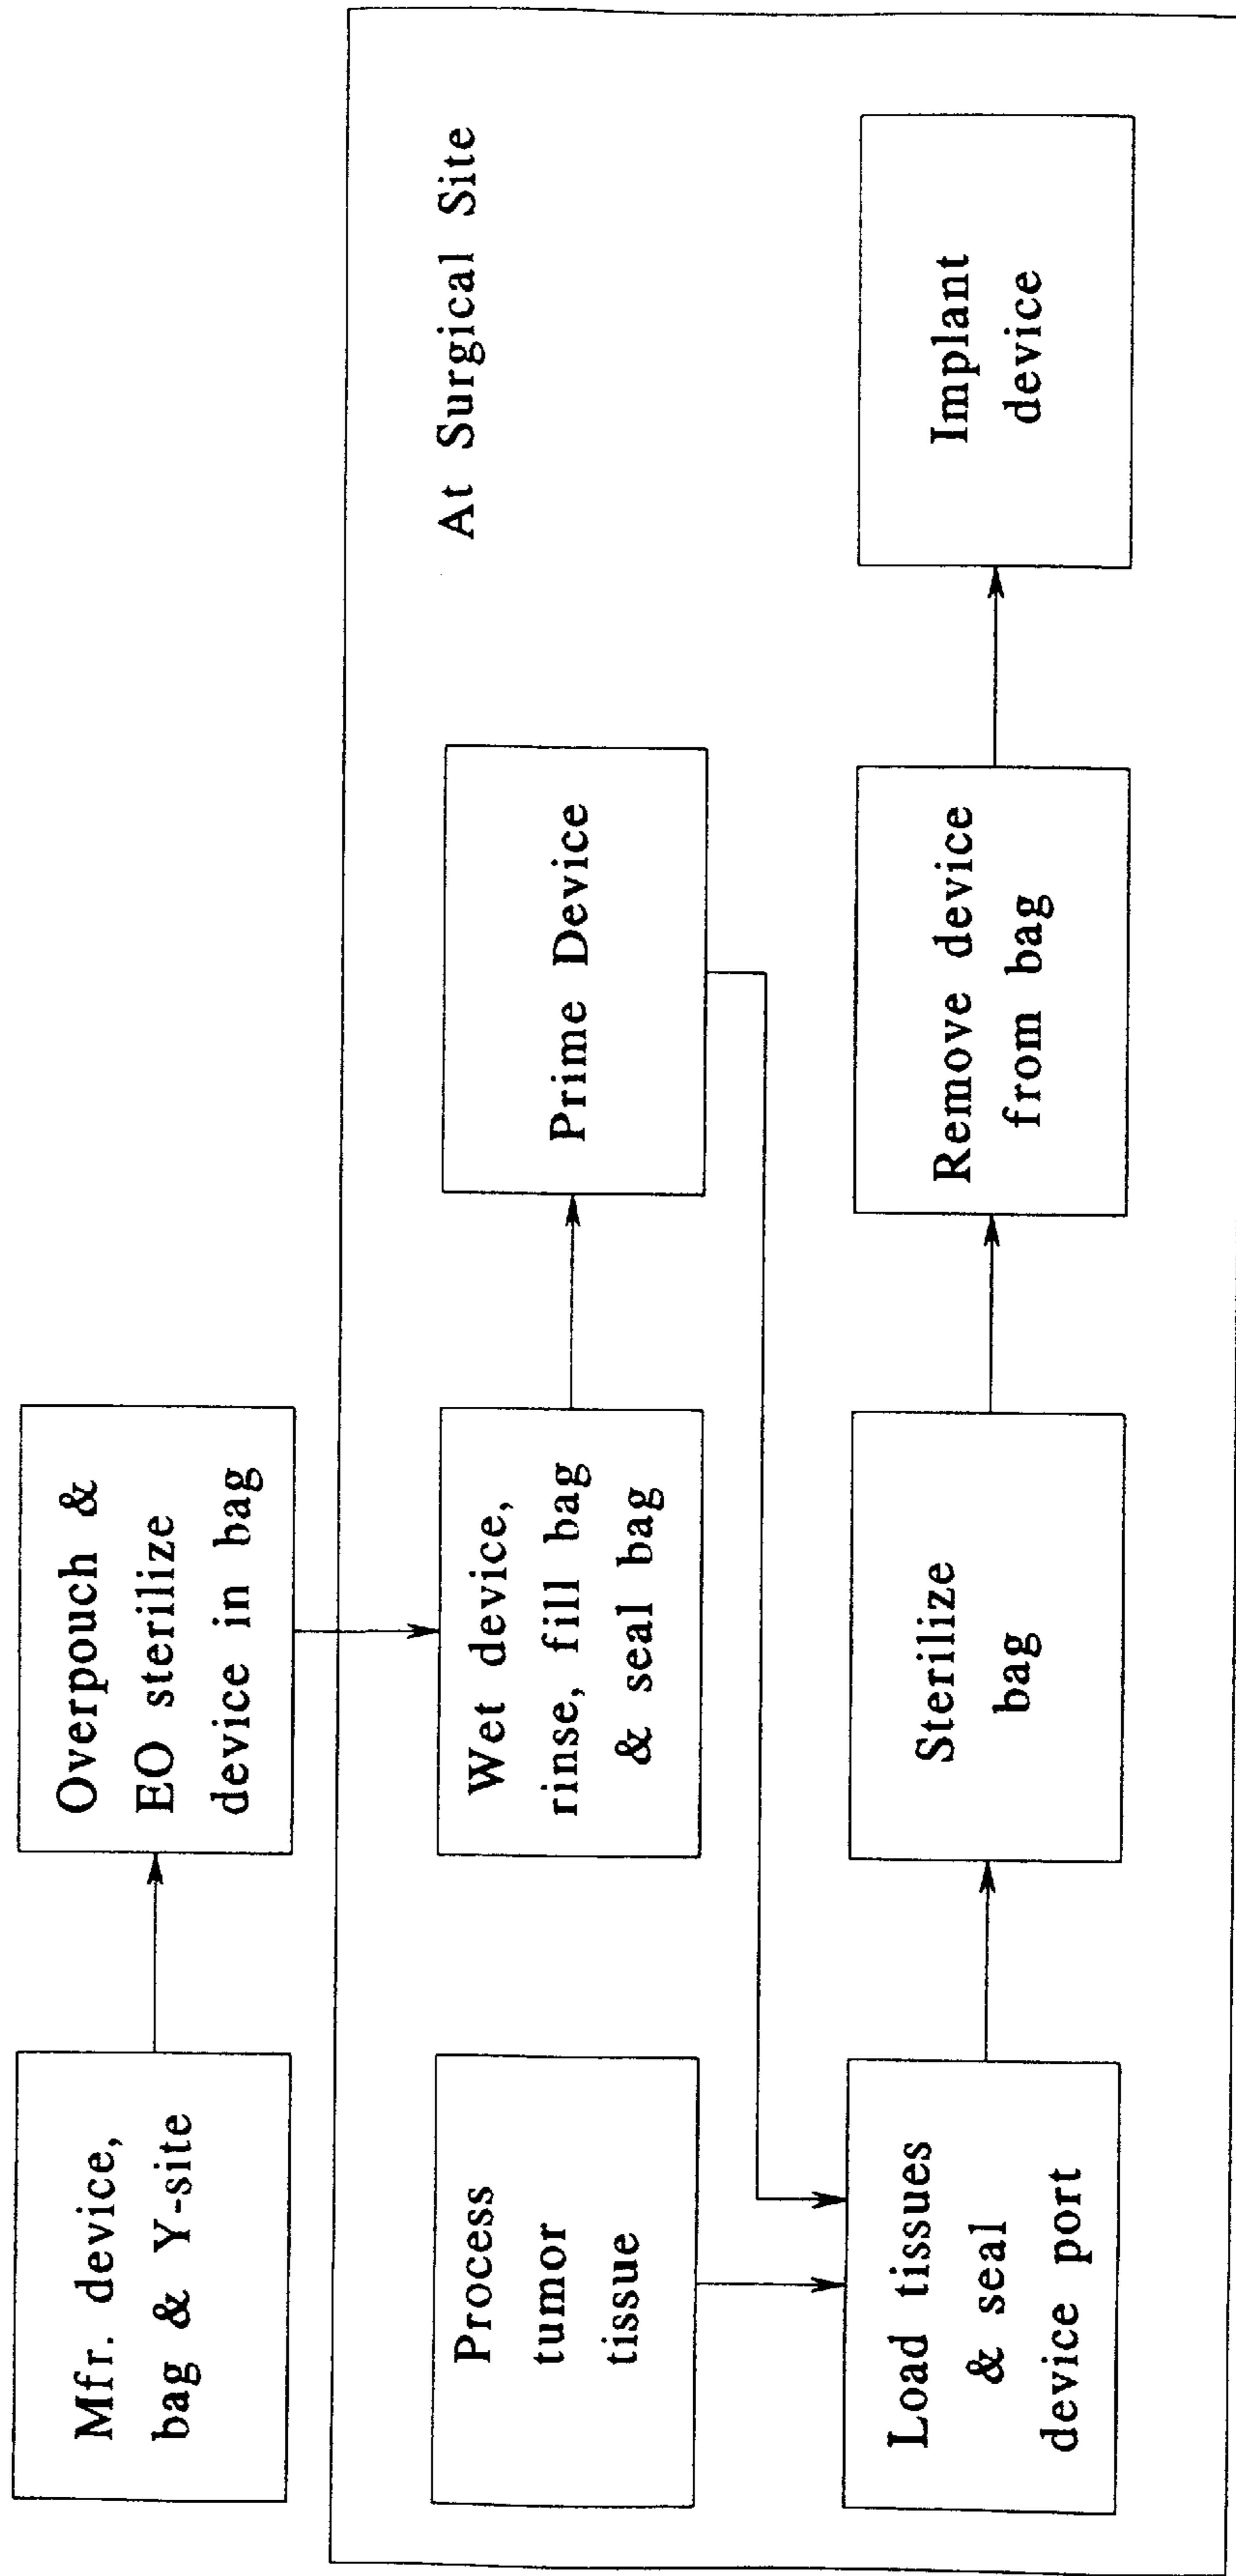 Mfr. device,
bag & Y-site
Overpouch &
EO sterilize
device in bag
At Surgical Site
Process
tumor
tissue
Wet device,
rinse, fill bag
& seal bag
Prime Device
Load tissues
& seal
device port
Sterilize
bag
Remove device
from bag
Implant
device